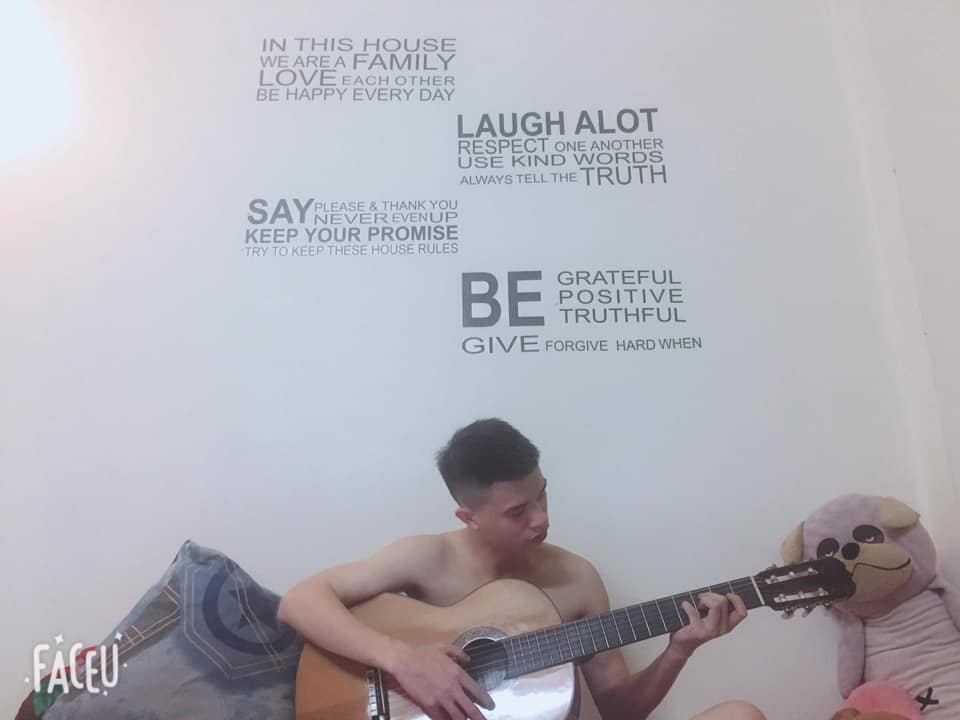 IN THIS HOUSE
WE ARE A FAMILY
LOVE EACH OTHER
BE HAPPY EVERY DAY
LAUGH ALOT
RESPECT ONE ANOTHER
USE KIND WORDS
ALWAYS TELL THE TRUTH
SAY PLEASE & THANK YOU
NEVER EVEN UP
KEEP YOUR PROMISE
TRY TO KEEP THESE HOUSE RULES
BE GRATEFUL
POSITIVE
TRUTHFUL
GIVE FORGIVE HARD WHEN
FACEU